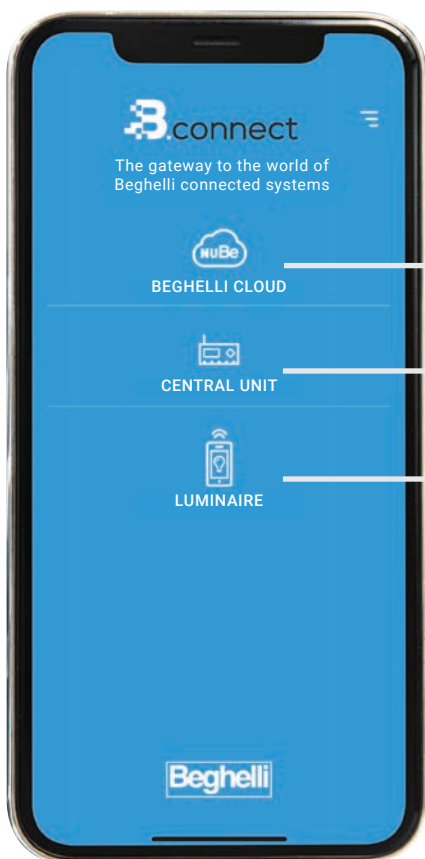 B.connect
The gateway to the world of
Beghelli connected systems
NUBe
BEGHELLI CLOUD
CENTRAL UNIT
LUMINAIRE
Beghelli